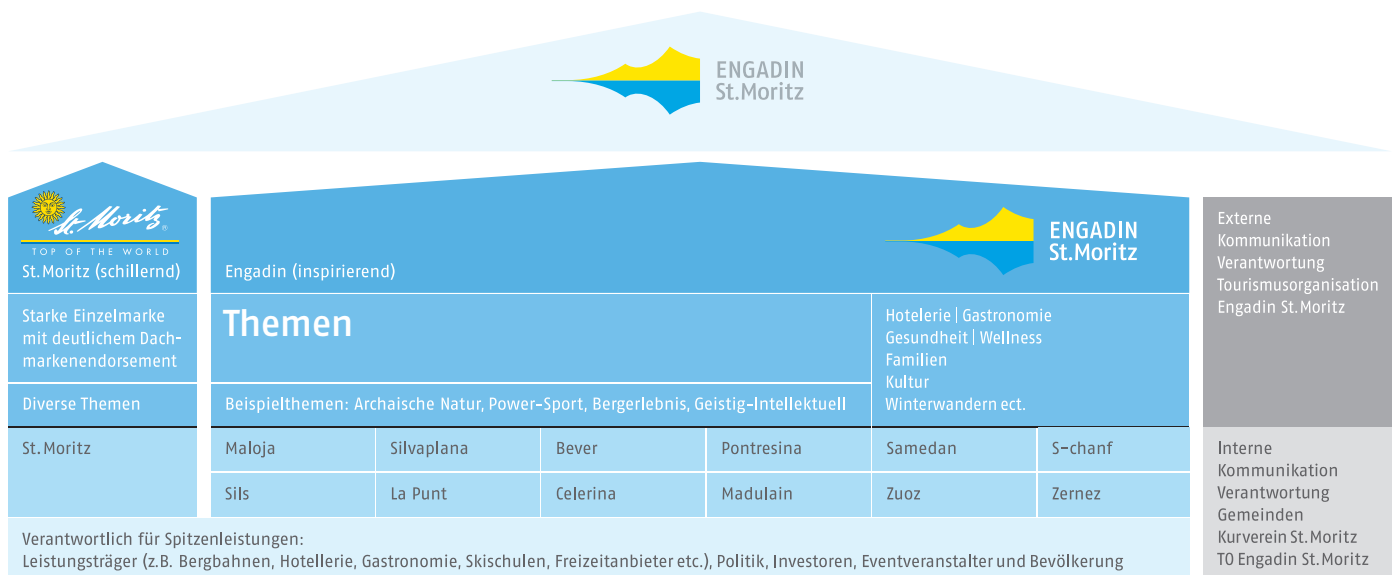 ENGADIN
St.Moritz
St. Moritz
®
TOP OF THE WORLD
St. Moritz (schillernd)
Engadin (inspirierend)
ENGADIN
St.Moritz
Starke Einzelmarke
mit deutlichem Dach-
markenendorsement
Themen
Hotelerie | Gastronomie
Gesundheit | Wellness
Familien
Kultur
Winterwandern ect.
Diverse Themen
Beispielthemen: Archaische Natur, Power-Sport, Bergerlebnis, Geistig-Intellektuell
Externe
Kommunikation
Verantwortung
Tourismusorganisation
Engadin St. Moritz
St. Moritz
Maloja
Silvaplana
Bever
Pontresina
Samedan
S-chanf
Sils
La Punt
Celerina
Madulain
Zuoz
Zernez
Interne
Kommunikation
Verantwortung
Gemeinden
Kurverein St. Moritz
TO Engadin St. Moritz
Verantwortlich für Spitzenleistungen:
Leistungsträger (z.B. Bergbahnen, Hotellerie, Gastronomie, Skischulen, Freizeitanbieter etc.), Politik, Investoren, Eventveranstalter und Bevölkerung